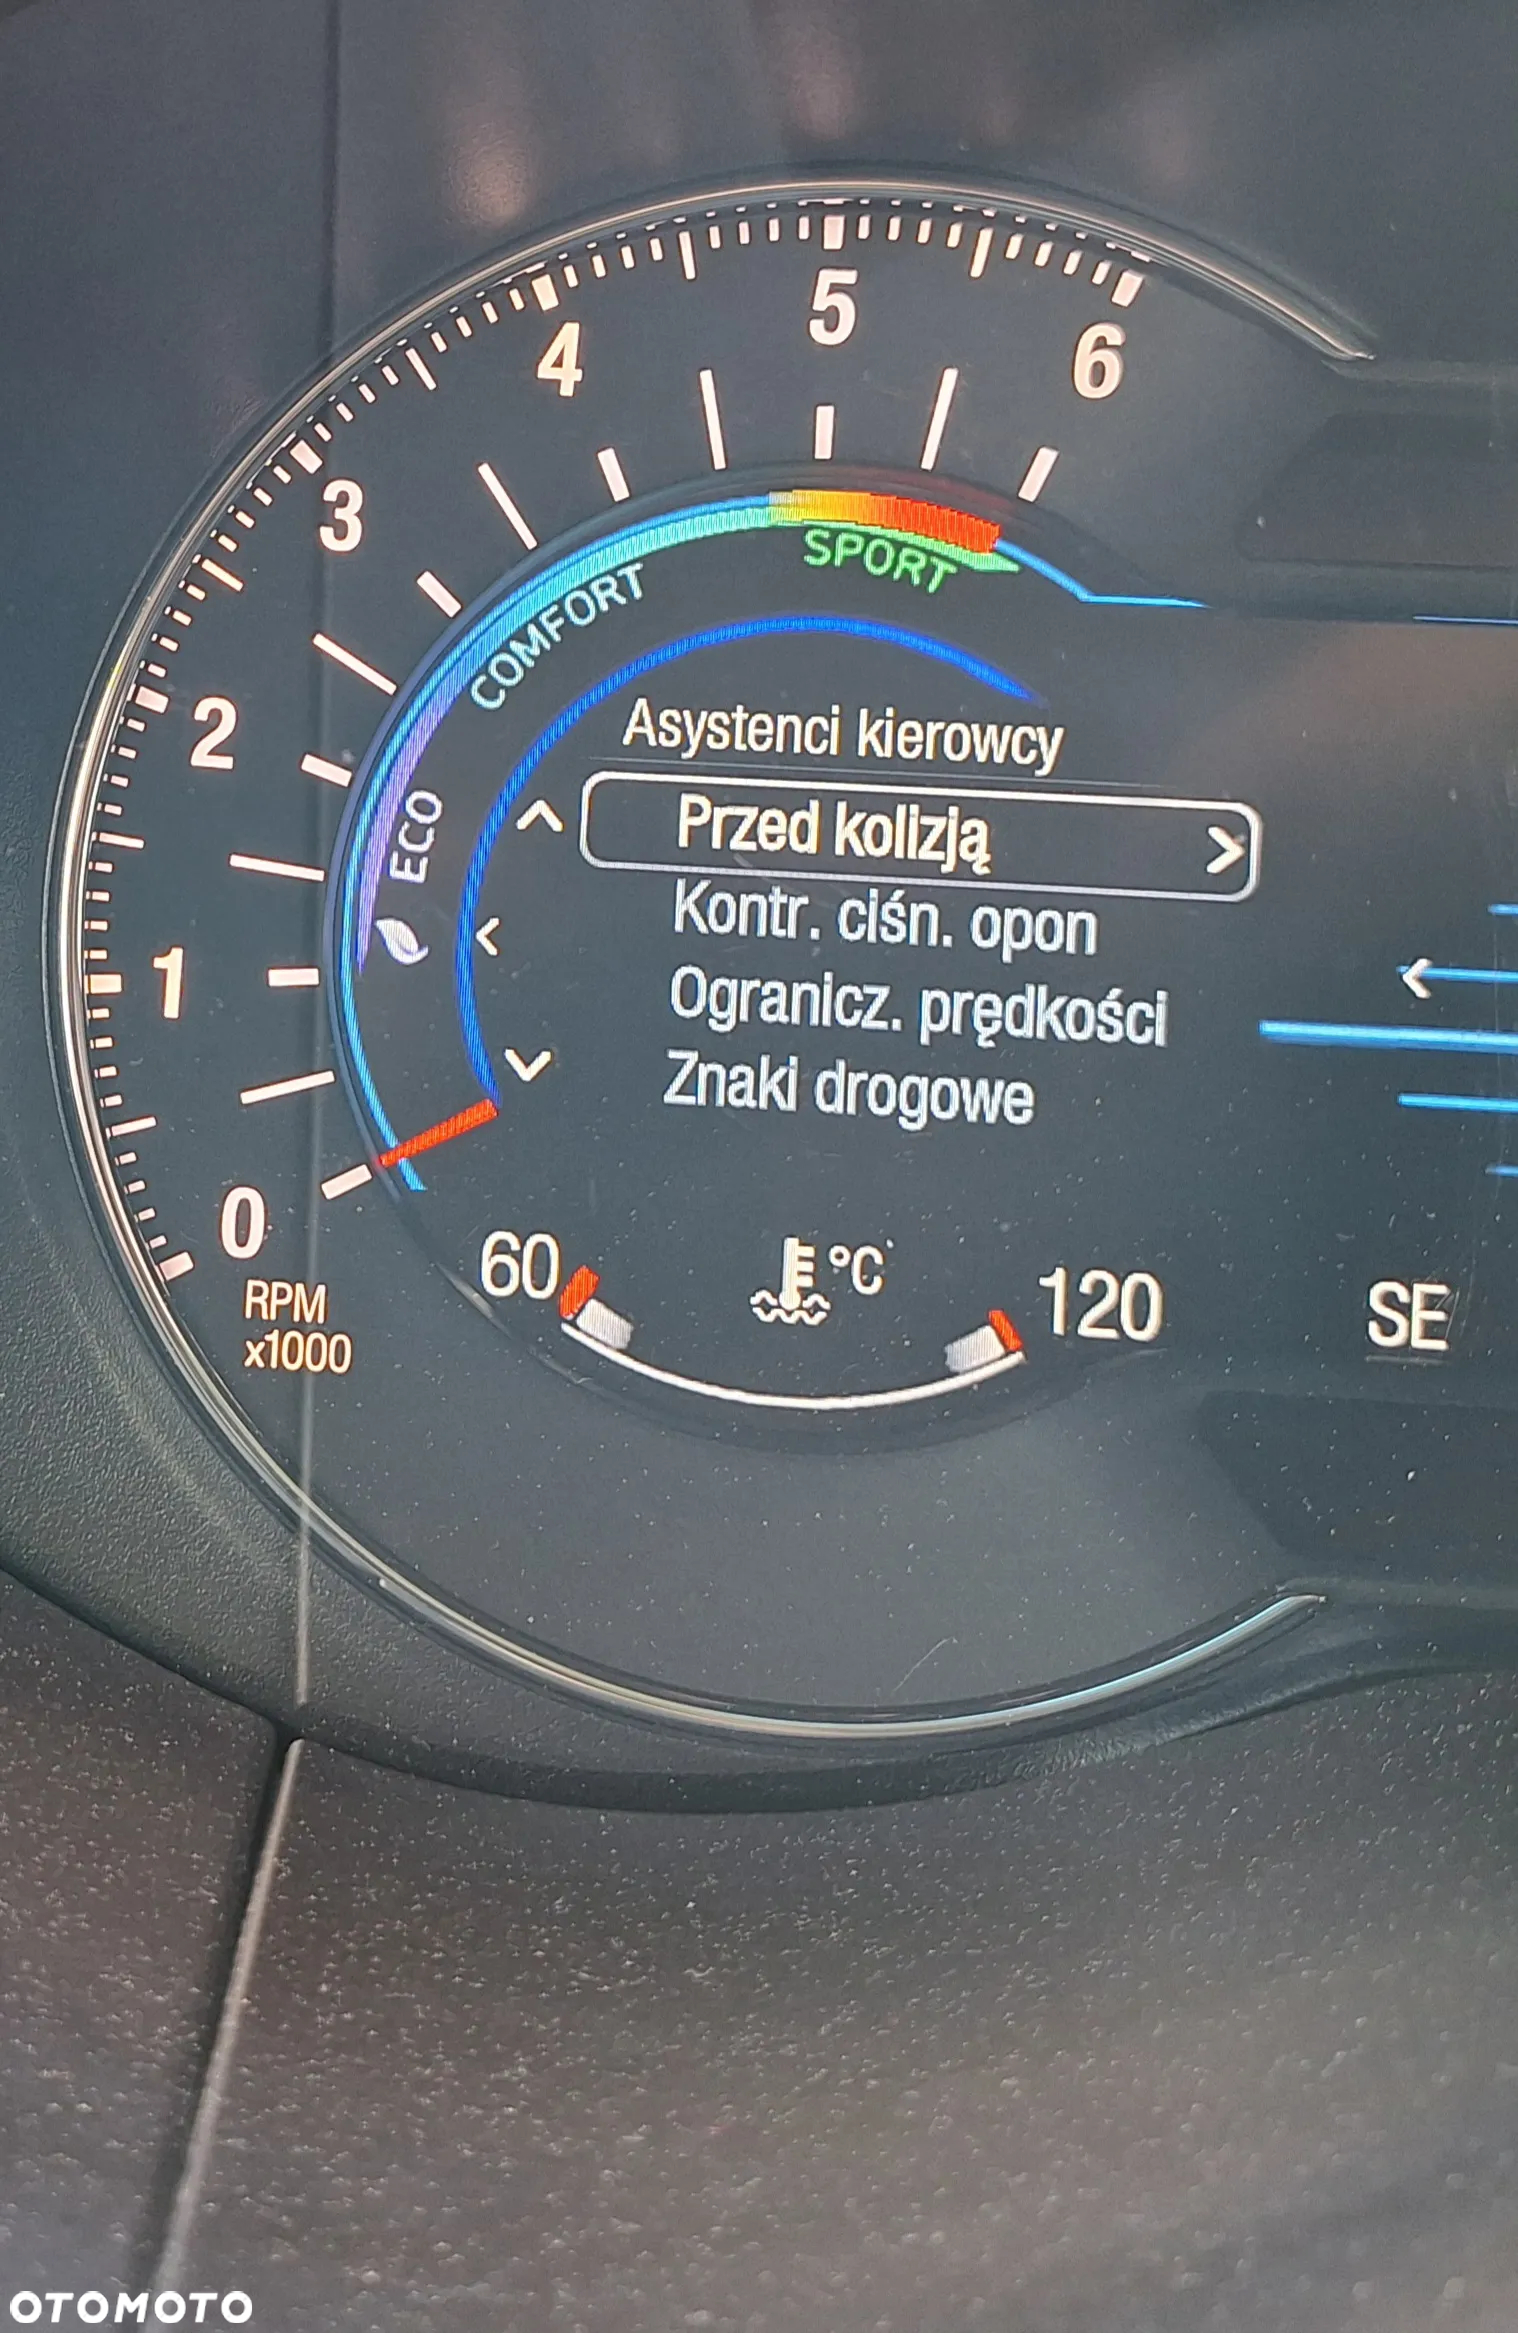 5
4
6
3
SPORT
COMFORT
2
Asystenci kierowcy
ECO
Przed kolizją
Kontr. ciśn. opon
1
Ogranicz. prędkości
Znaki drogowe
0
RPM
x1000
60
°C
120
SE
OTOMOTO